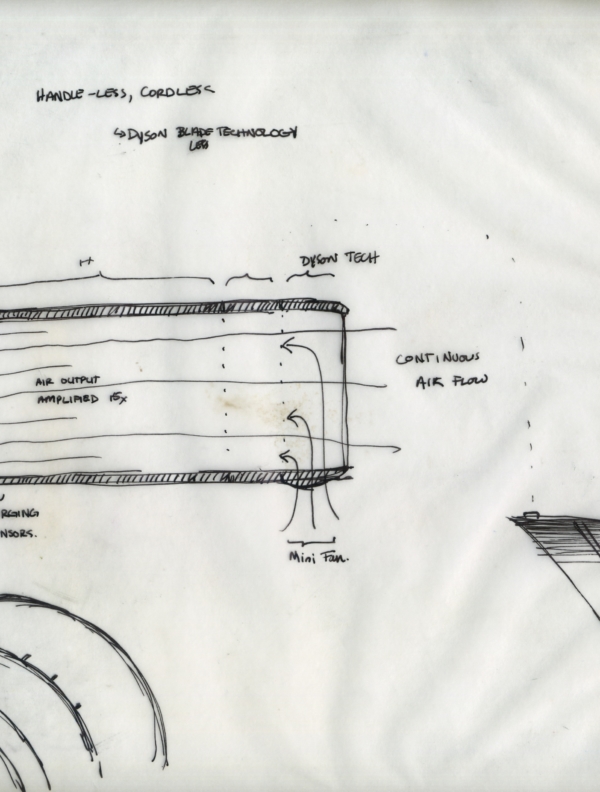 HANDLE-LESS, CORDLESS
↳ DYSON BLADE TECHNOLOGY
LESS
DYSON TECH
CONTINUOUS
AIR FLOW
AIR OUTPUT
AMPLIFIED 15x
RGING
NSORS.
Mini Fan.